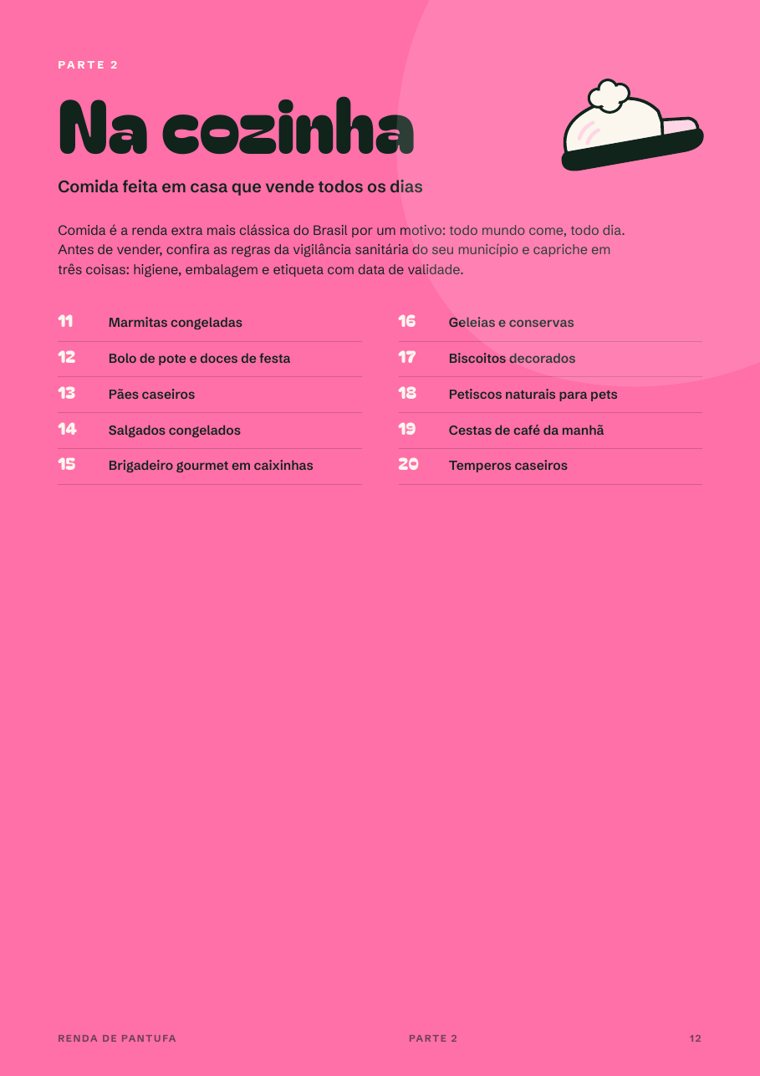 PARTE 2
Na cozinha
Comida feita em casa que vende todos os dias
Comida é a renda extra mais clássica do Brasil por um motivo: todo mundo come, todo dia.
Antes de vender, confira as regras da vigilância sanitária do seu município e capriche em
três coisas: higiene, embalagem e etiqueta com data de validade.
11 Marmitas congeladas
12 Bolo de pote e doces de festa
13 Pães caseiros
14 Salgados congelados
15 Brigadeiro gourmet em caixinhas
16 Geleias e conservas
17 Biscoitos decorados
18 Petiscos naturais para pets
19 Cestas de café da manhã
20 Temperos caseiros
RENDA DE PANTUFA PARTE 2 12